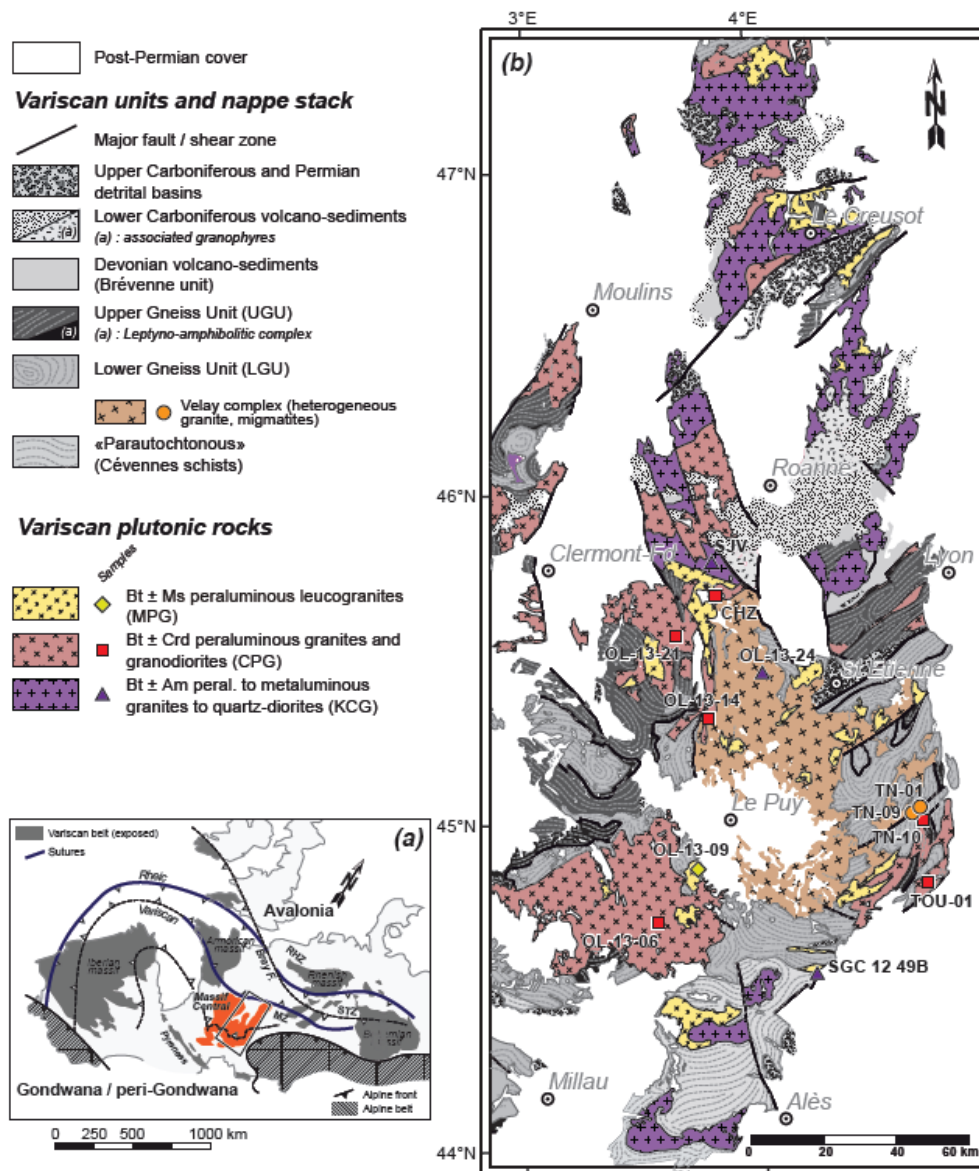 Post-Permian cover
Variscan units and nappe stack
Major fault / shear zone
Upper Carboniferous and Permian
detrital basins
Lower Carboniferous volcano-sediments
(a)
(a) : associated granophyres
Devonian volcano-sediments
(Brévenne unit)
Upper Gneiss Unit (UGU)
(a)
(a) : Leptyno-amphibolitic complex
Lower Gneiss Unit (LGU)
Velay complex (heterogeneous
granite, migmatites)
«Parautochtonous»
(Cévennes schists)
Variscan plutonic rocks
Samples
Bt ± Ms peraluminous leucogranites
(MPG)
Bt ± Crd peraluminous granites and
granodiorites (CPG)
Bt ± Am peral. to metaluminous
granites to quartz-diorites (KCG)
(a)
Variscan belt (exposed)
Sutures
N
Rheic
Variscan
Avalonia
Bray F.
RHZ
Armorican
massif
Rhenish
massif
Iberian
massif
Massif
Central
MZ
STZ
Bohemian
Pyrenees
Gondwana / peri-Gondwana
Alpine front
Alpine belt
0 250 500 1000 km
3°E
4°E
(b)
N
47°N
Le Creusot
Moulins
46°N
Roanne
Clermont-Fd
SJV
Lyon
CHZ
OL-13-21
OL-13-24
St Etienne
OL-13-14
45°N
Le Puy
TN-01
TN-09
TN-10
OL-13-09
TOU-01
OL-13-06
SGC 12 49B
Millau
Alès
44°N
0 20 40 60 km